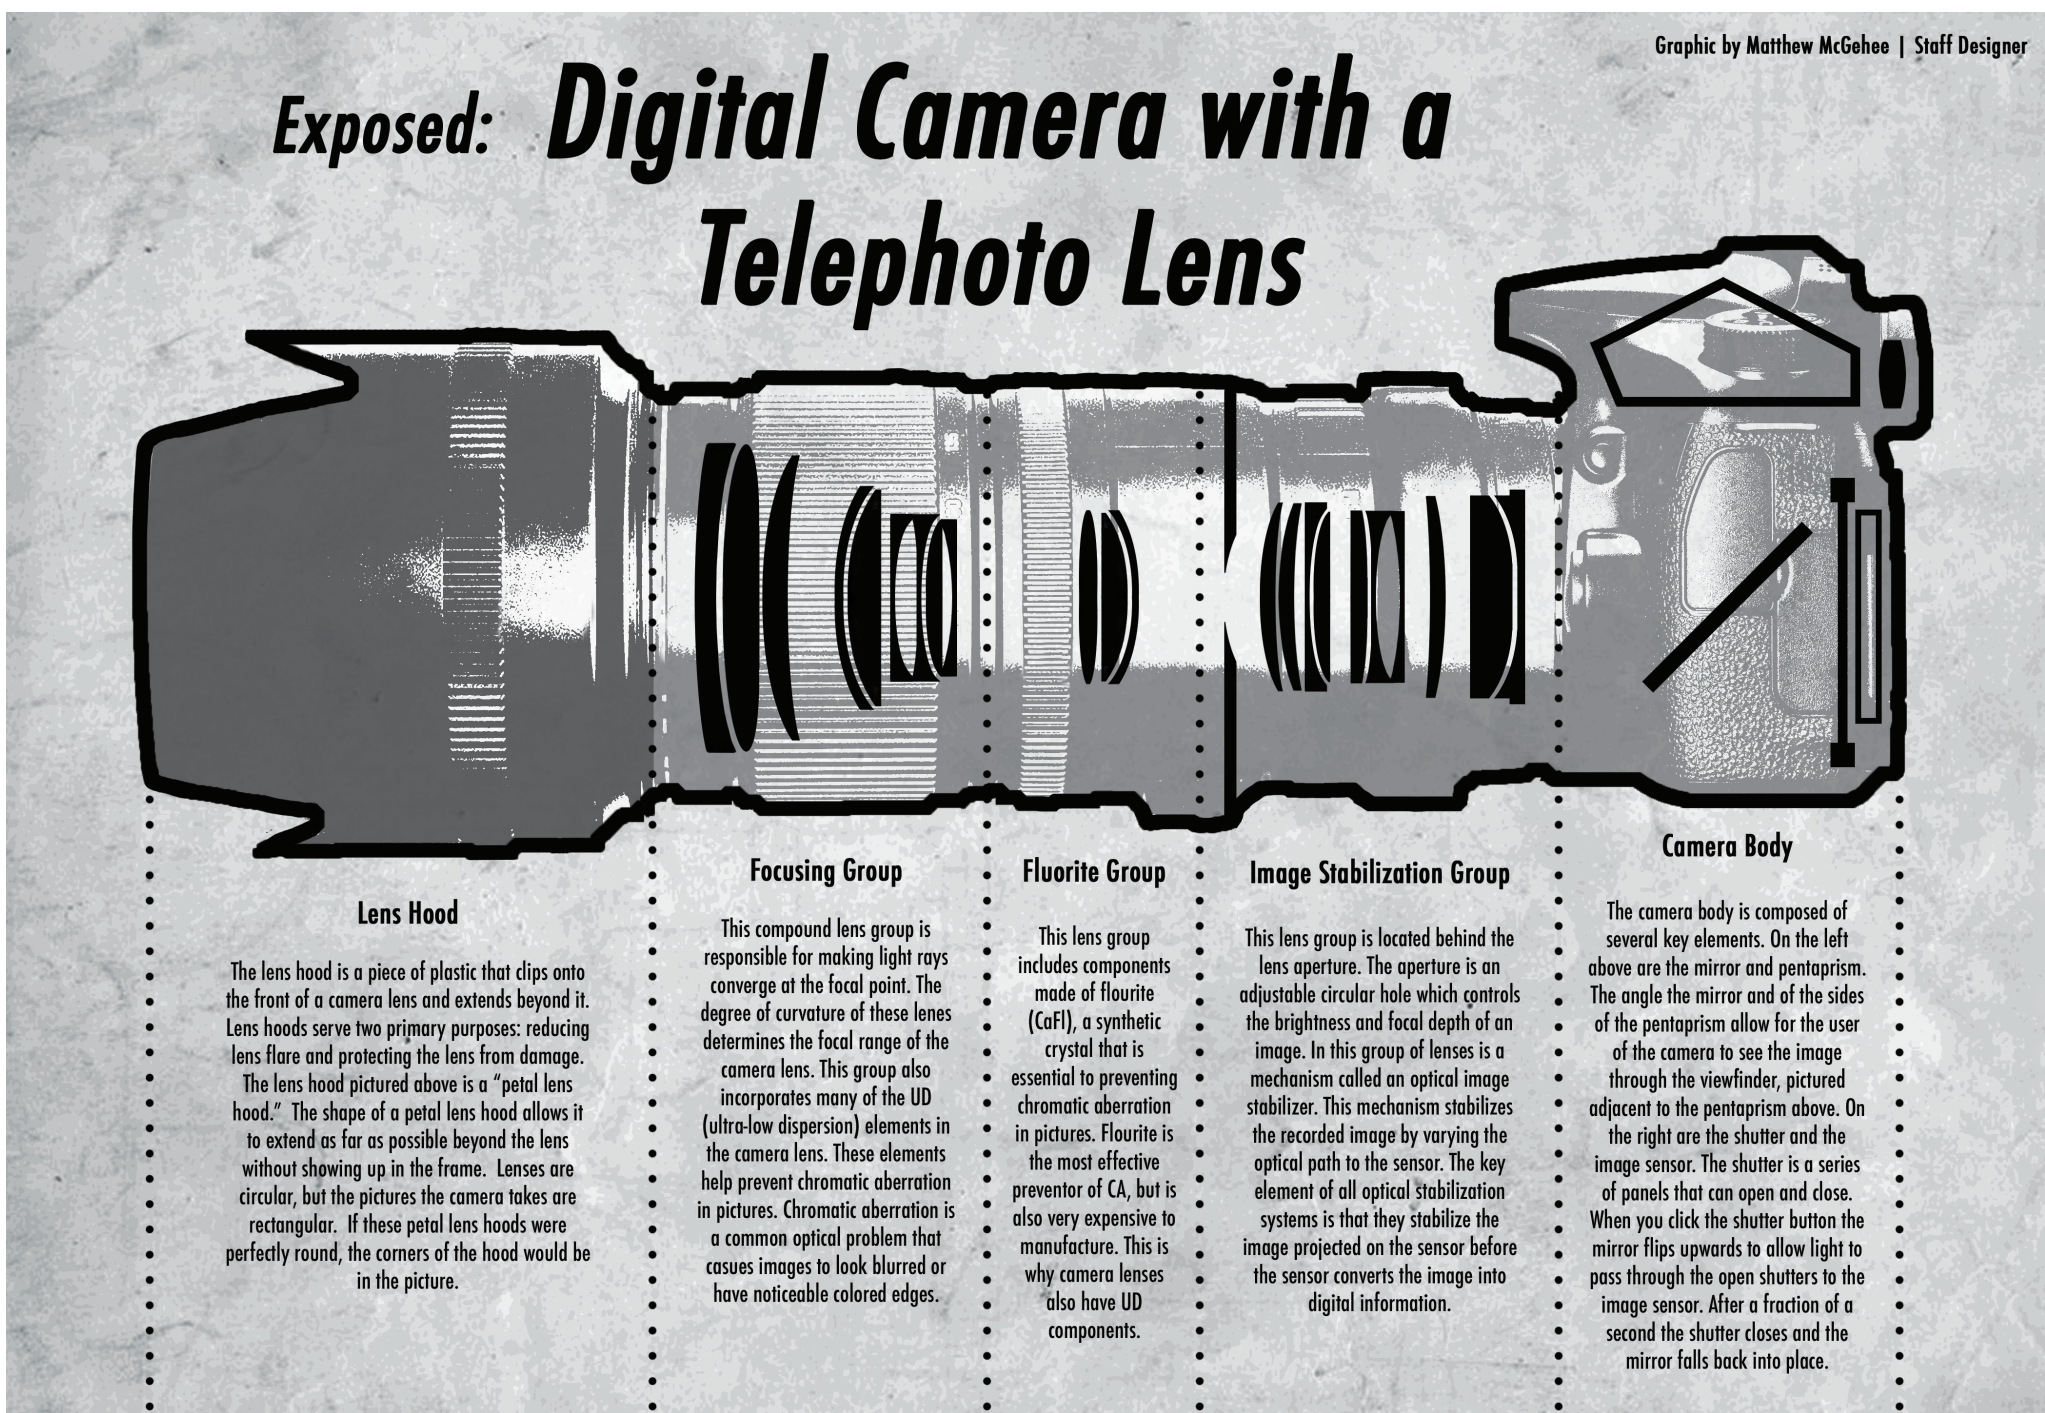 Graphic by Matthew McGehee | Staff Designer
Exposed: Digital Camera with a
Telephoto Lens
Lens Hood
The lens hood is a piece of plastic that clips onto
the front of a camera lens and extends beyond it.
Lens hoods serve two primary purposes: reducing
lens flare and protecting the lens from damage.
The lens hood pictured above is a “petal lens
hood.”  The shape of a petal lens hood allows it
to extend as far as possible beyond the lens
without showing up in the frame.  Lenses are
circular, but the pictures the camera takes are
rectangular.  If these petal lens hoods were
perfectly round, the corners of the hood would be
in the picture.
Focusing Group
This compound lens group is
responsible for making light rays
converge at the focal point. The
degree of curvature of these lenes
determines the focal range of the
camera lens. This group also
incorporates many of the UD
(ultra-low dispersion) elements in
the camera lens. These elements
help prevent chromatic aberration
in pictures. Chromatic aberration is
a common optical problem that
casues images to look blurred or
have noticeable colored edges.
Fluorite Group
This lens group
includes components
made of flourite
(CaFl), a synthetic
crystal that is
essential to preventing
chromatic aberration
in pictures. Flourite is
the most effective
preventor of CA, but is
also very expensive to
manufacture. This is
why camera lenses
also have UD
components.
Image Stabilization Group
This lens group is located behind the
lens aperture. The aperture is an
adjustable circular hole which controls
the brightness and focal depth of an
image. In this group of lenses is a
mechanism called an optical image
stabilizer. This mechanism stabilizes
the recorded image by varying the
optical path to the sensor. The key
element of all optical stabilization
systems is that they stabilize the
image projected on the sensor before
the sensor converts the image into
digital information.
Camera Body
The camera body is composed of
several key elements. On the left
above are the mirror and pentaprism.
The angle the mirror and of the sides
of the pentaprism allow for the user
of the camera to see the image
through the viewfinder, pictured
adjacent to the pentaprism above. On
the right are the shutter and the
image sensor. The shutter is a series
of panels that can open and close.
When you click the shutter button the
mirror flips upwards to allow light to
pass through the open shutters to the
image sensor. After a fraction of a
second the shutter closes and the
mirror falls back into place.